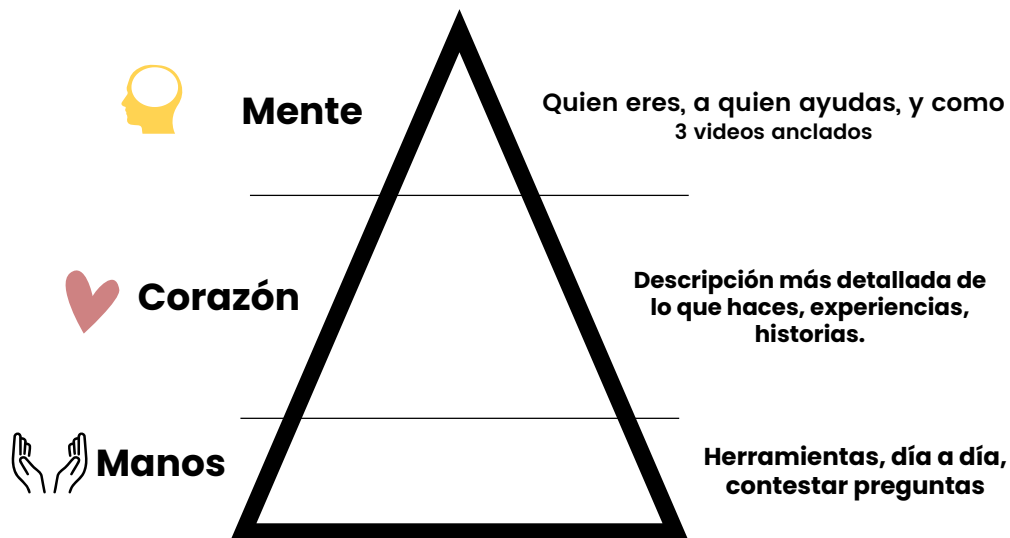 Mente
Quien eres, a quien ayudas, y como
3 videos anclados
Corazón
Descripción más detallada de
lo que haces, experiencias,
historias.
Manos
Herramientas, día a día,
contestar preguntas